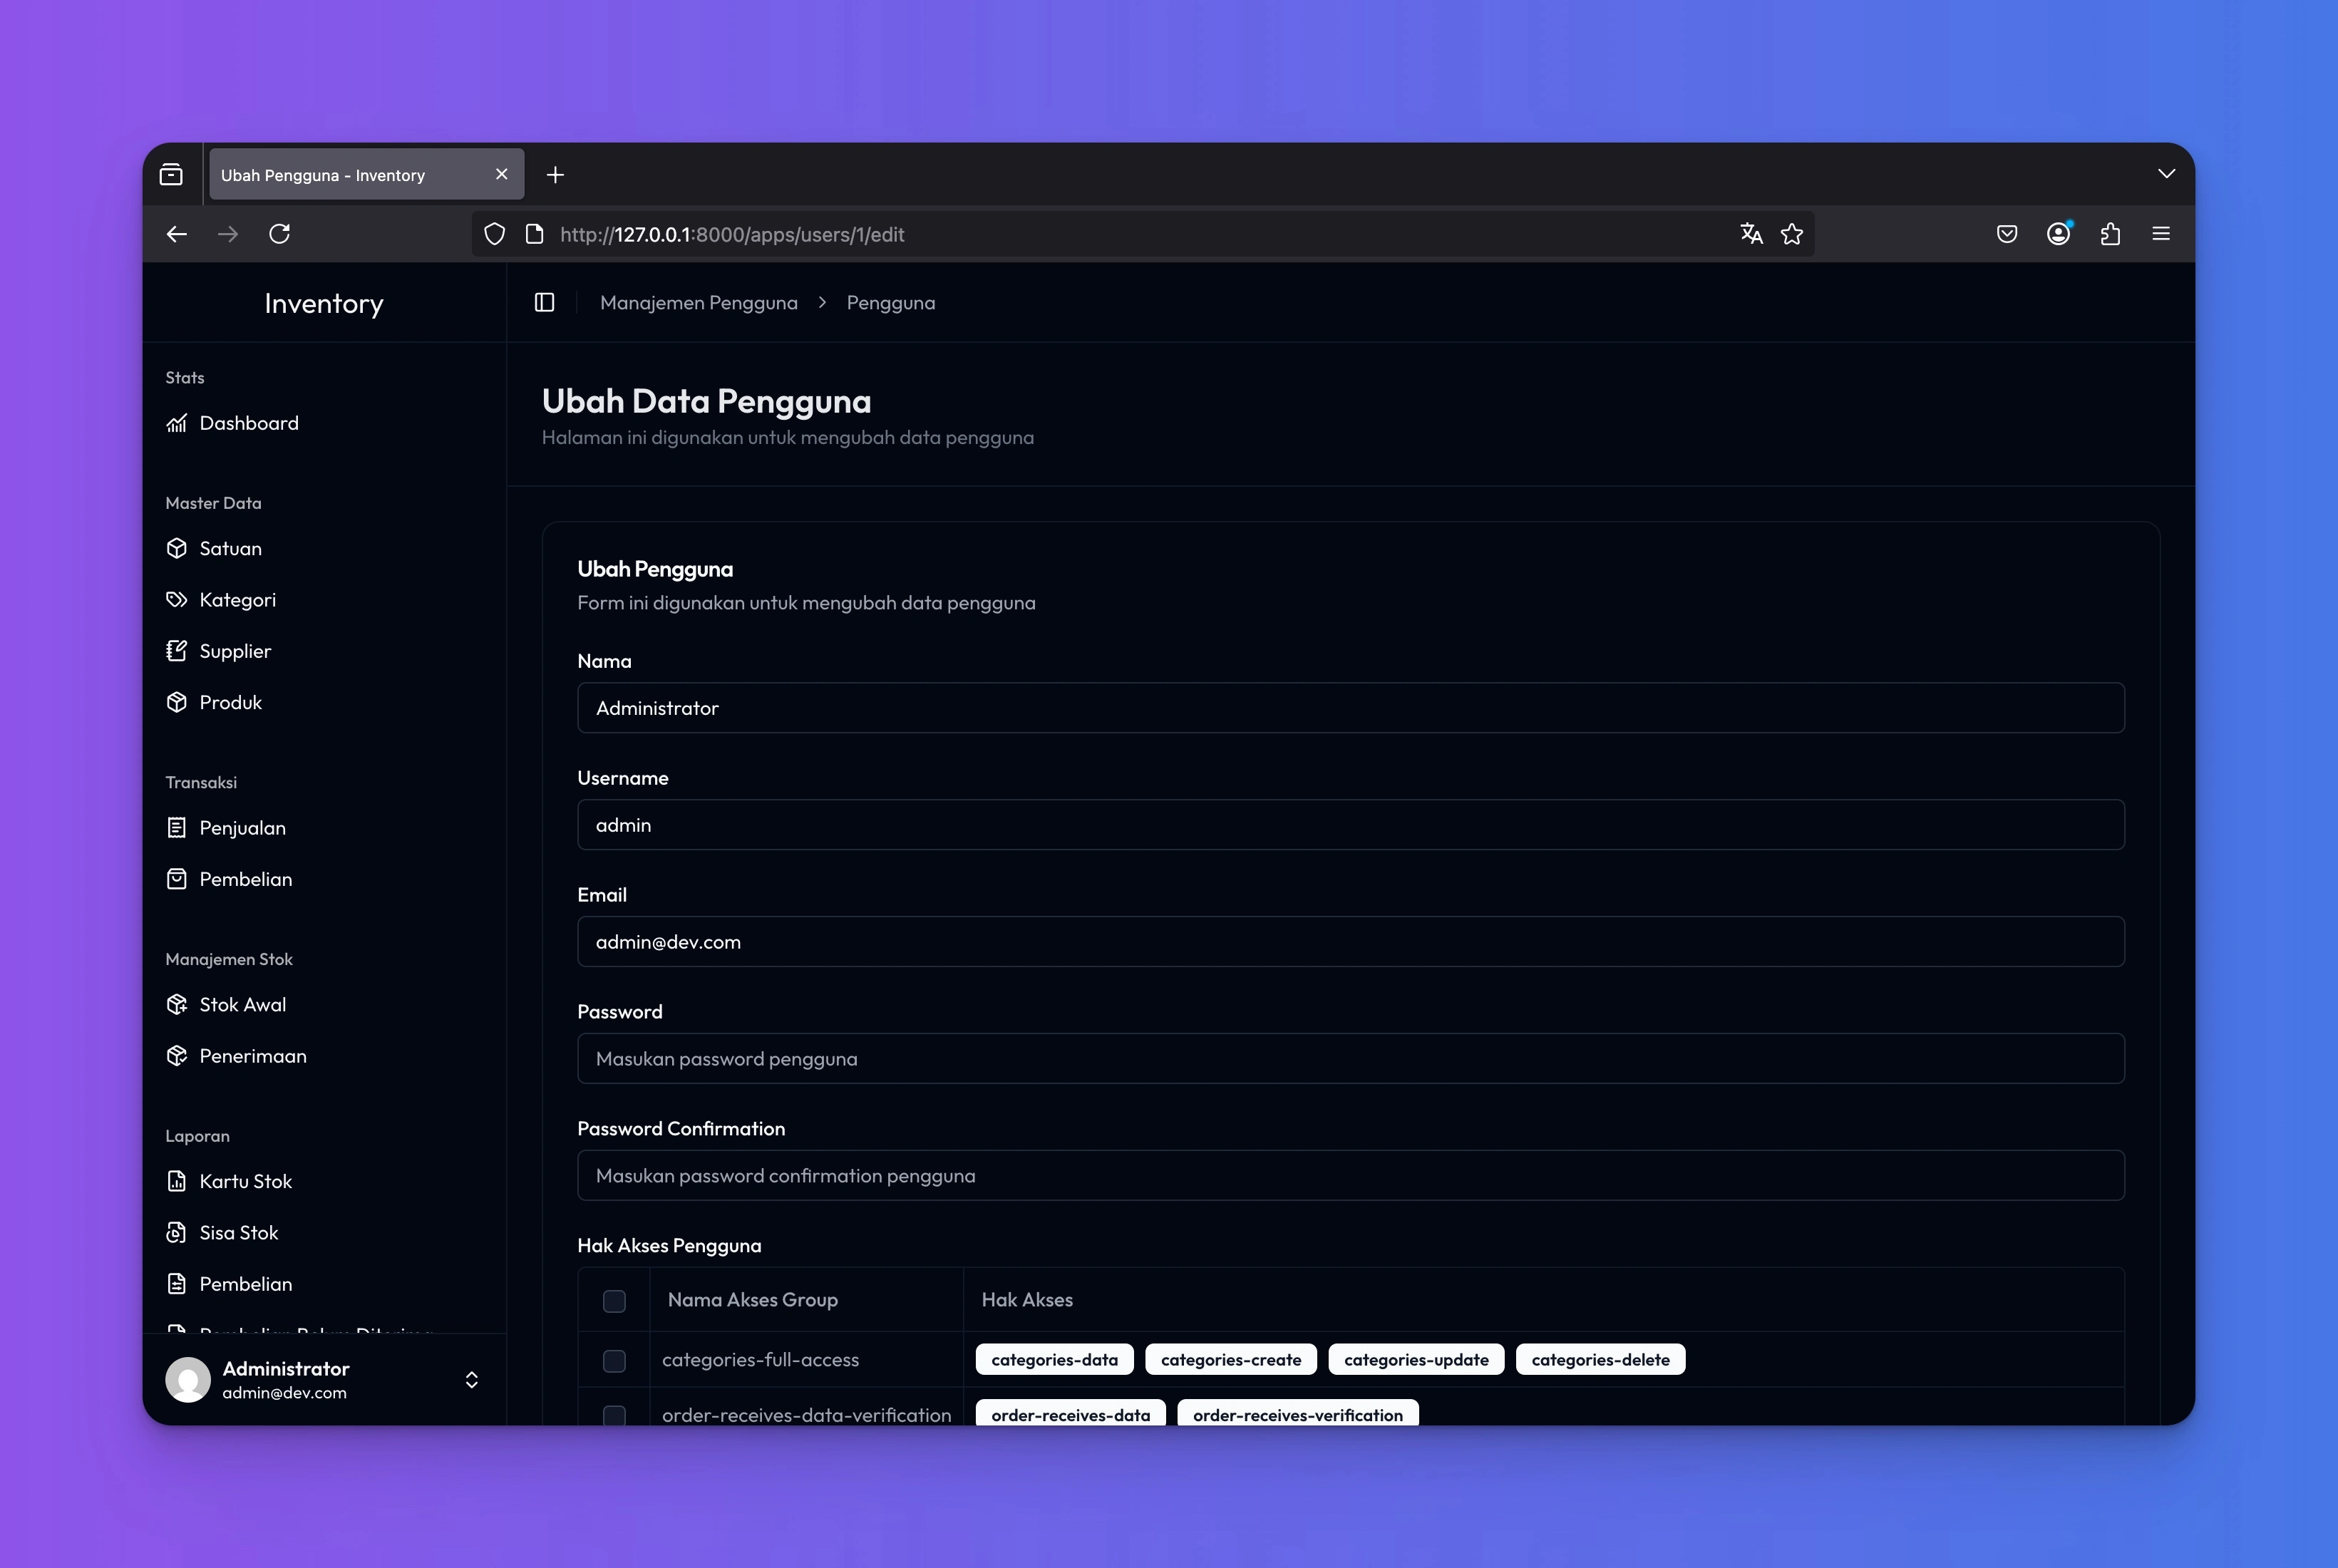 Ubah Pengguna - Inventory
http://127.0.0.1:8000/apps/users/1/edit
Inventory
Manajemen Pengguna > Pengguna
Stats
Dashboard
Master Data
Satuan
Kategori
Supplier
Produk
Transaksi
Penjualan
Pembelian
Manajemen Stok
Stok Awal
Penerimaan
Laporan
Kartu Stok
Sisa Stok
Pembelian
Pembelian Belum Diterima
Administrator
admin@dev.com
Ubah Data Pengguna
Halaman ini digunakan untuk mengubah data pengguna
Ubah Pengguna
Form ini digunakan untuk mengubah data pengguna
Nama
Administrator
Username
admin
Email
admin@dev.com
Password
Masukan password pengguna
Password Confirmation
Masukan password confirmation pengguna
Hak Akses Pengguna
Nama Akses Group Hak Akses
categories-full-access categories-data categories-create categories-update categories-delete
order-receives-data-verification order-receives-data order-receives-verification